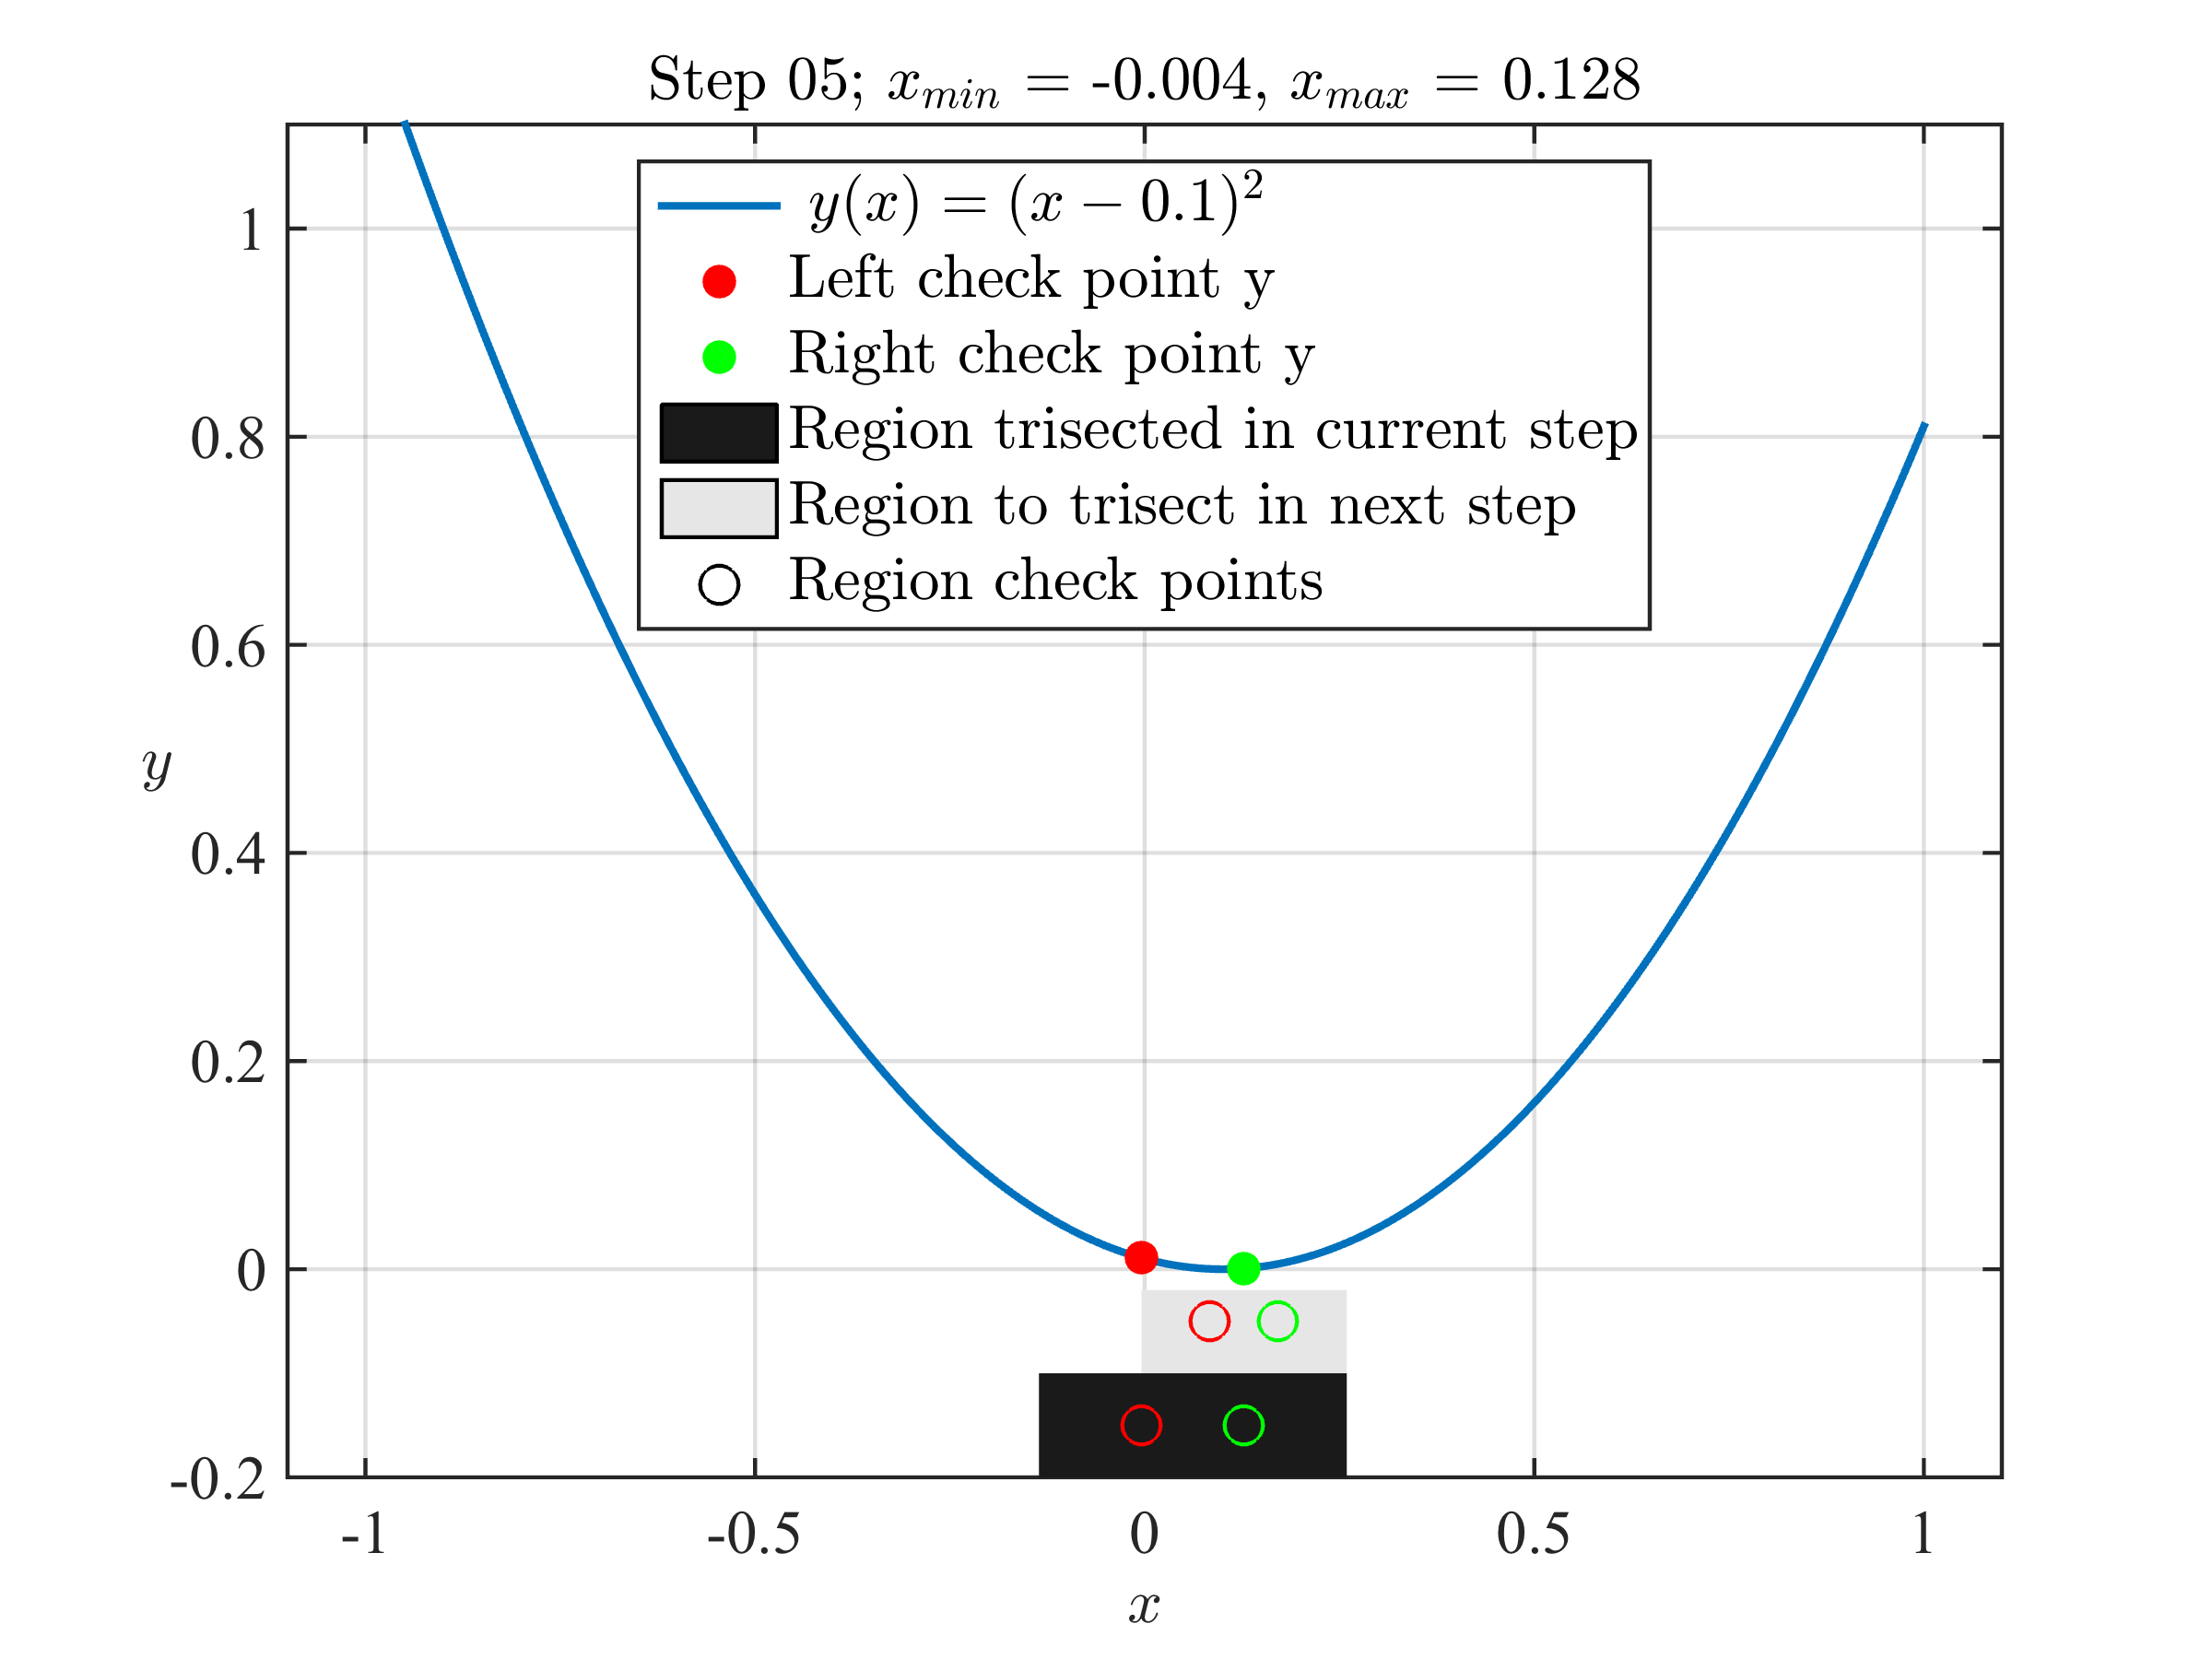 Step 05; x_min = -0.004, x_max = 0.128
y(x) = (x − 0.1)²
Left check point y
Right check point y
Region trisected in current step
Region to trisect in next step
Region check points
1
0.8
0.6
0.4
0.2
0
-0.2
y
-1 -0.5 0 0.5 1
x